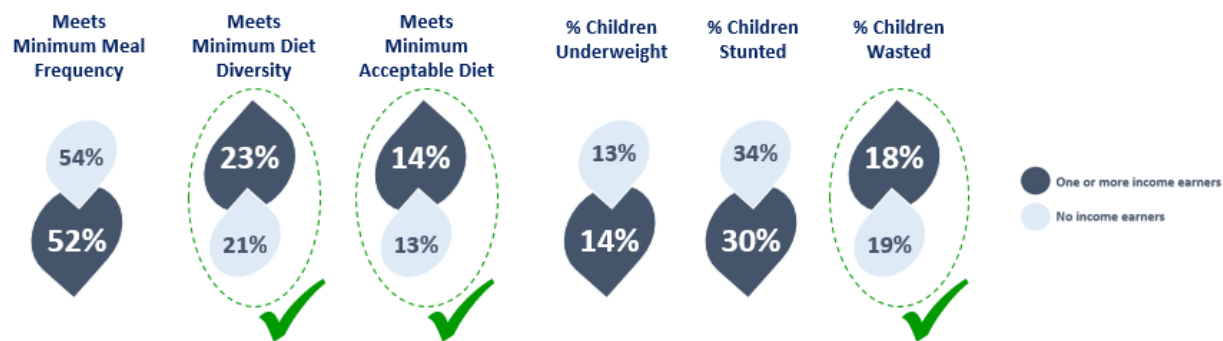 Meets
Minimum Meal
Frequency
Meets
Minimum Diet
Diversity
Meets
Minimum
Acceptable Diet
% Children
Underweight
% Children
Stunted
% Children
Wasted
54%
52%
23%
21%
14%
13%
13%
14%
34%
30%
18%
19%
One or more income earners
No income earners